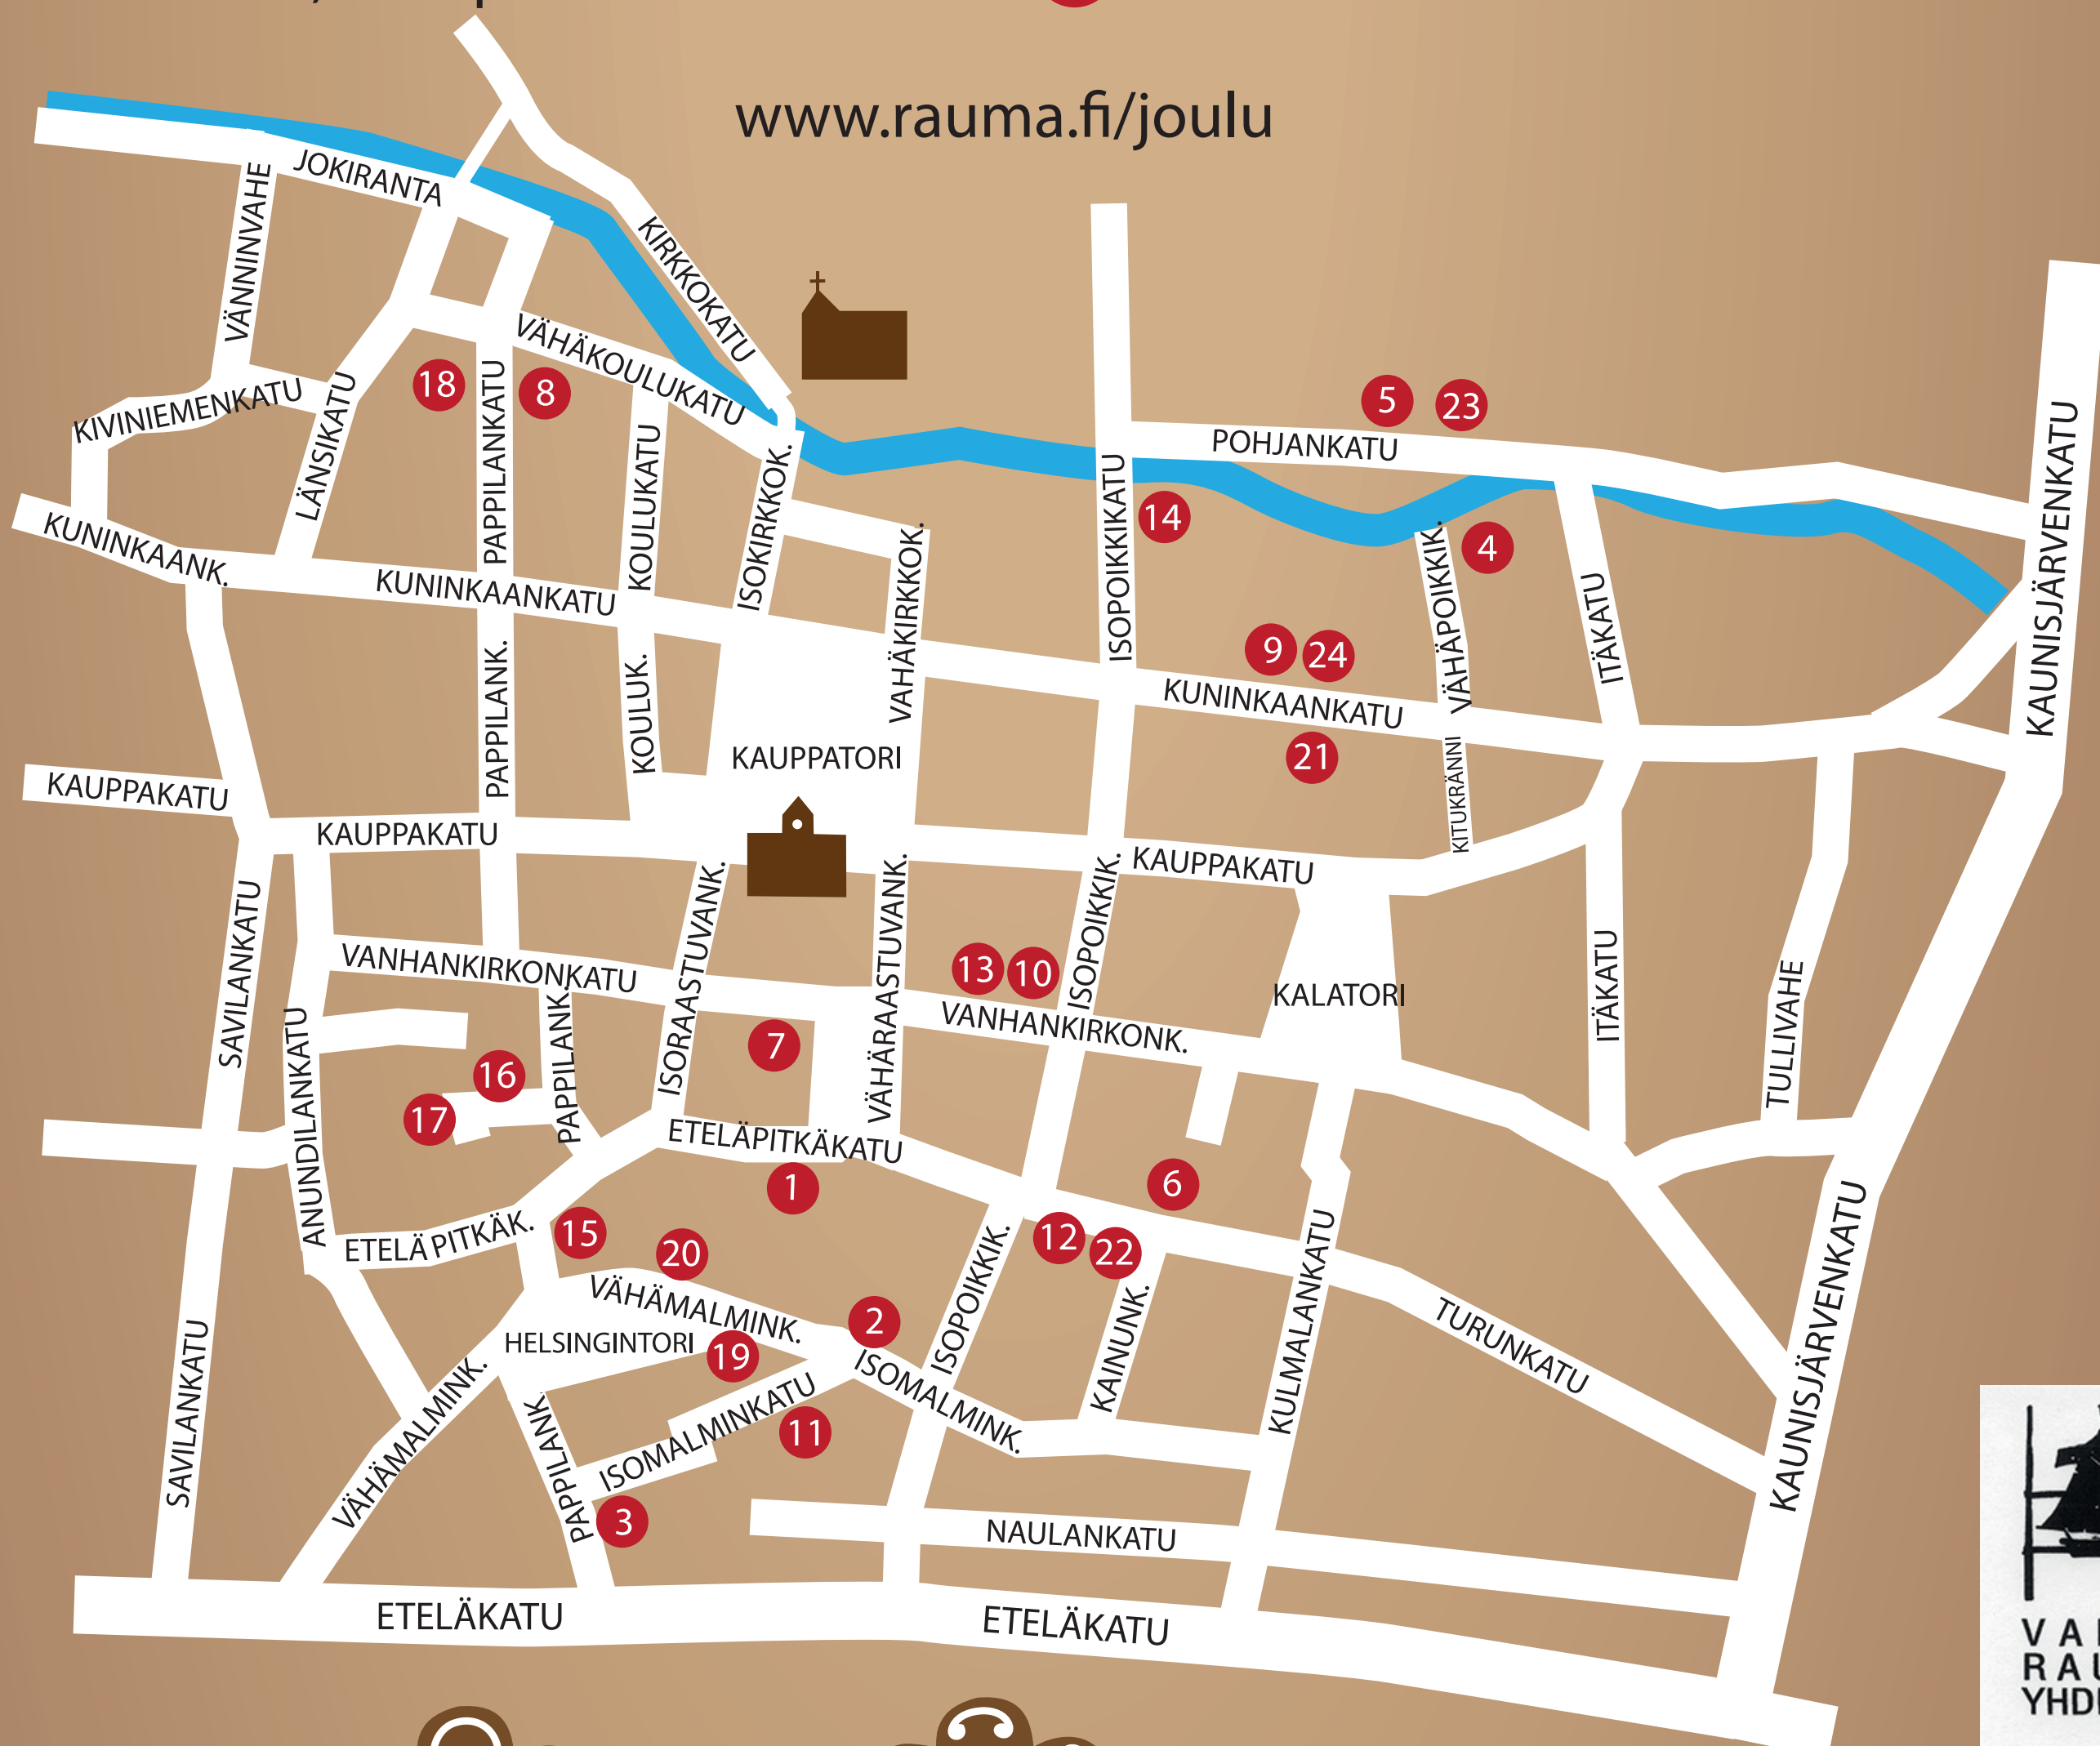 www.rauma.fi/joulu
JOKIRANTA
VÄNNINVAHE
KIRKKOKATU
VÄHÄKOULUKATU
18
8
5
23
KIVINIEMENKATU
LÄNSIKATU
PAPPILANKATU
KOULUKATU
ISOKIRKOK.
POHJANKATU
KAUNISJÄRVENKATU
KUNINKAANK.
KUNINKAANKATU
VAHÄKIRKOK.
ISOPOIKKIKATU
14
VÄHÄPOIKKIK.
4
ITÄKATU
PAPPILANK.
KOULUK.
9
24
KUNINKAANKATU
KAUPPATORI
21
KITUKRÄNNI
KAUPPAKATU
KAUPPAKATU
KAUPPAKATU
SAVILANKATU
ISORAASTUVANK.
VÄHÄRAASTUVANK.
ISOPOIKKIK.
VANHANKIRKONKATU
13
10
KALATORI
ITÄKATU
TULLIVAHE
VANHANKIRKONK.
ANUNDILANKATU
PAPPILANK.
7
16
17
ETELÄPITKÄKATU
1
6
ETELÄPITKÄK.
15
20
12
22
KULMALANKATU
KAUNISJÄRVENKATU
VÄHÄMALMINK.
HELSINGINTORI
19
2
ISOPOIKKIK.
KAINUNK.
TURUNKATU
SAVILANKATU
VÄHÄMALMINK.
PAPPILANK.
ISOMALMINKATU
11
ISOMALMINK.
3
NAULANKATU
ETELÄKATU
ETELÄKATU